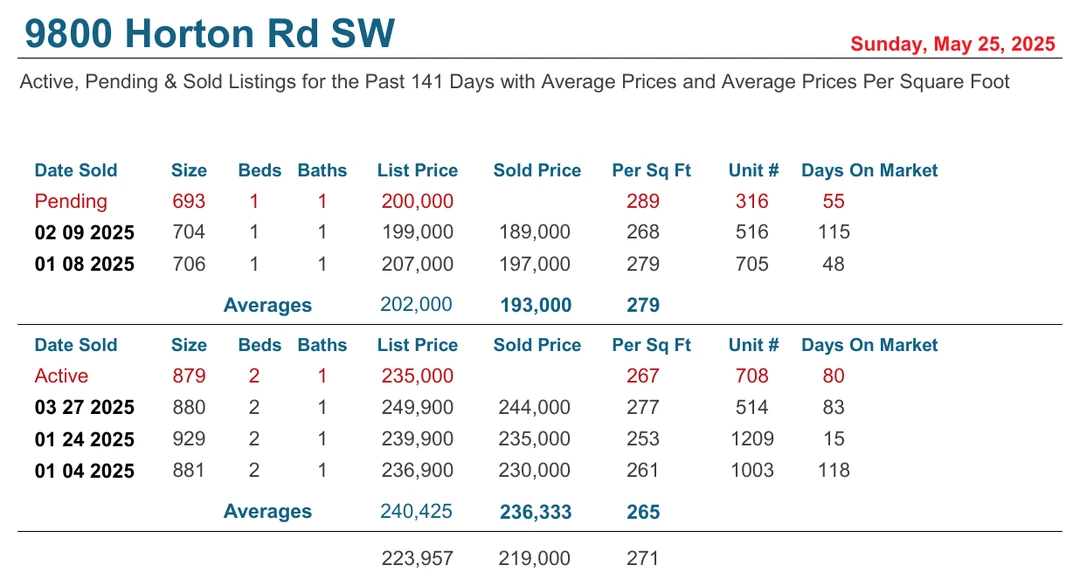 9800 Horton Rd SW
Sunday, May 25, 2025
Active, Pending & Sold Listings for the Past 141 Days with Average Prices and Average Prices Per Square Foot
Date Sold Size Beds Baths List Price Sold Price Per Sq Ft Unit # Days On Market
Pending 693 1 1 200,000 289 316 55
02 09 2025 704 1 1 199,000 189,000 268 516 115
01 08 2025 706 1 1 207,000 197,000 279 705 48
Averages 202,000 193,000 279
Date Sold Size Beds Baths List Price Sold Price Per Sq Ft Unit # Days On Market
Active 879 2 1 235,000 267 708 80
03 27 2025 880 2 1 249,900 244,000 277 514 83
01 24 2025 929 2 1 239,900 235,000 253 1209 15
01 04 2025 881 2 1 236,900 230,000 261 1003 118
Averages 240,425 236,333 265
223,957 219,000 271